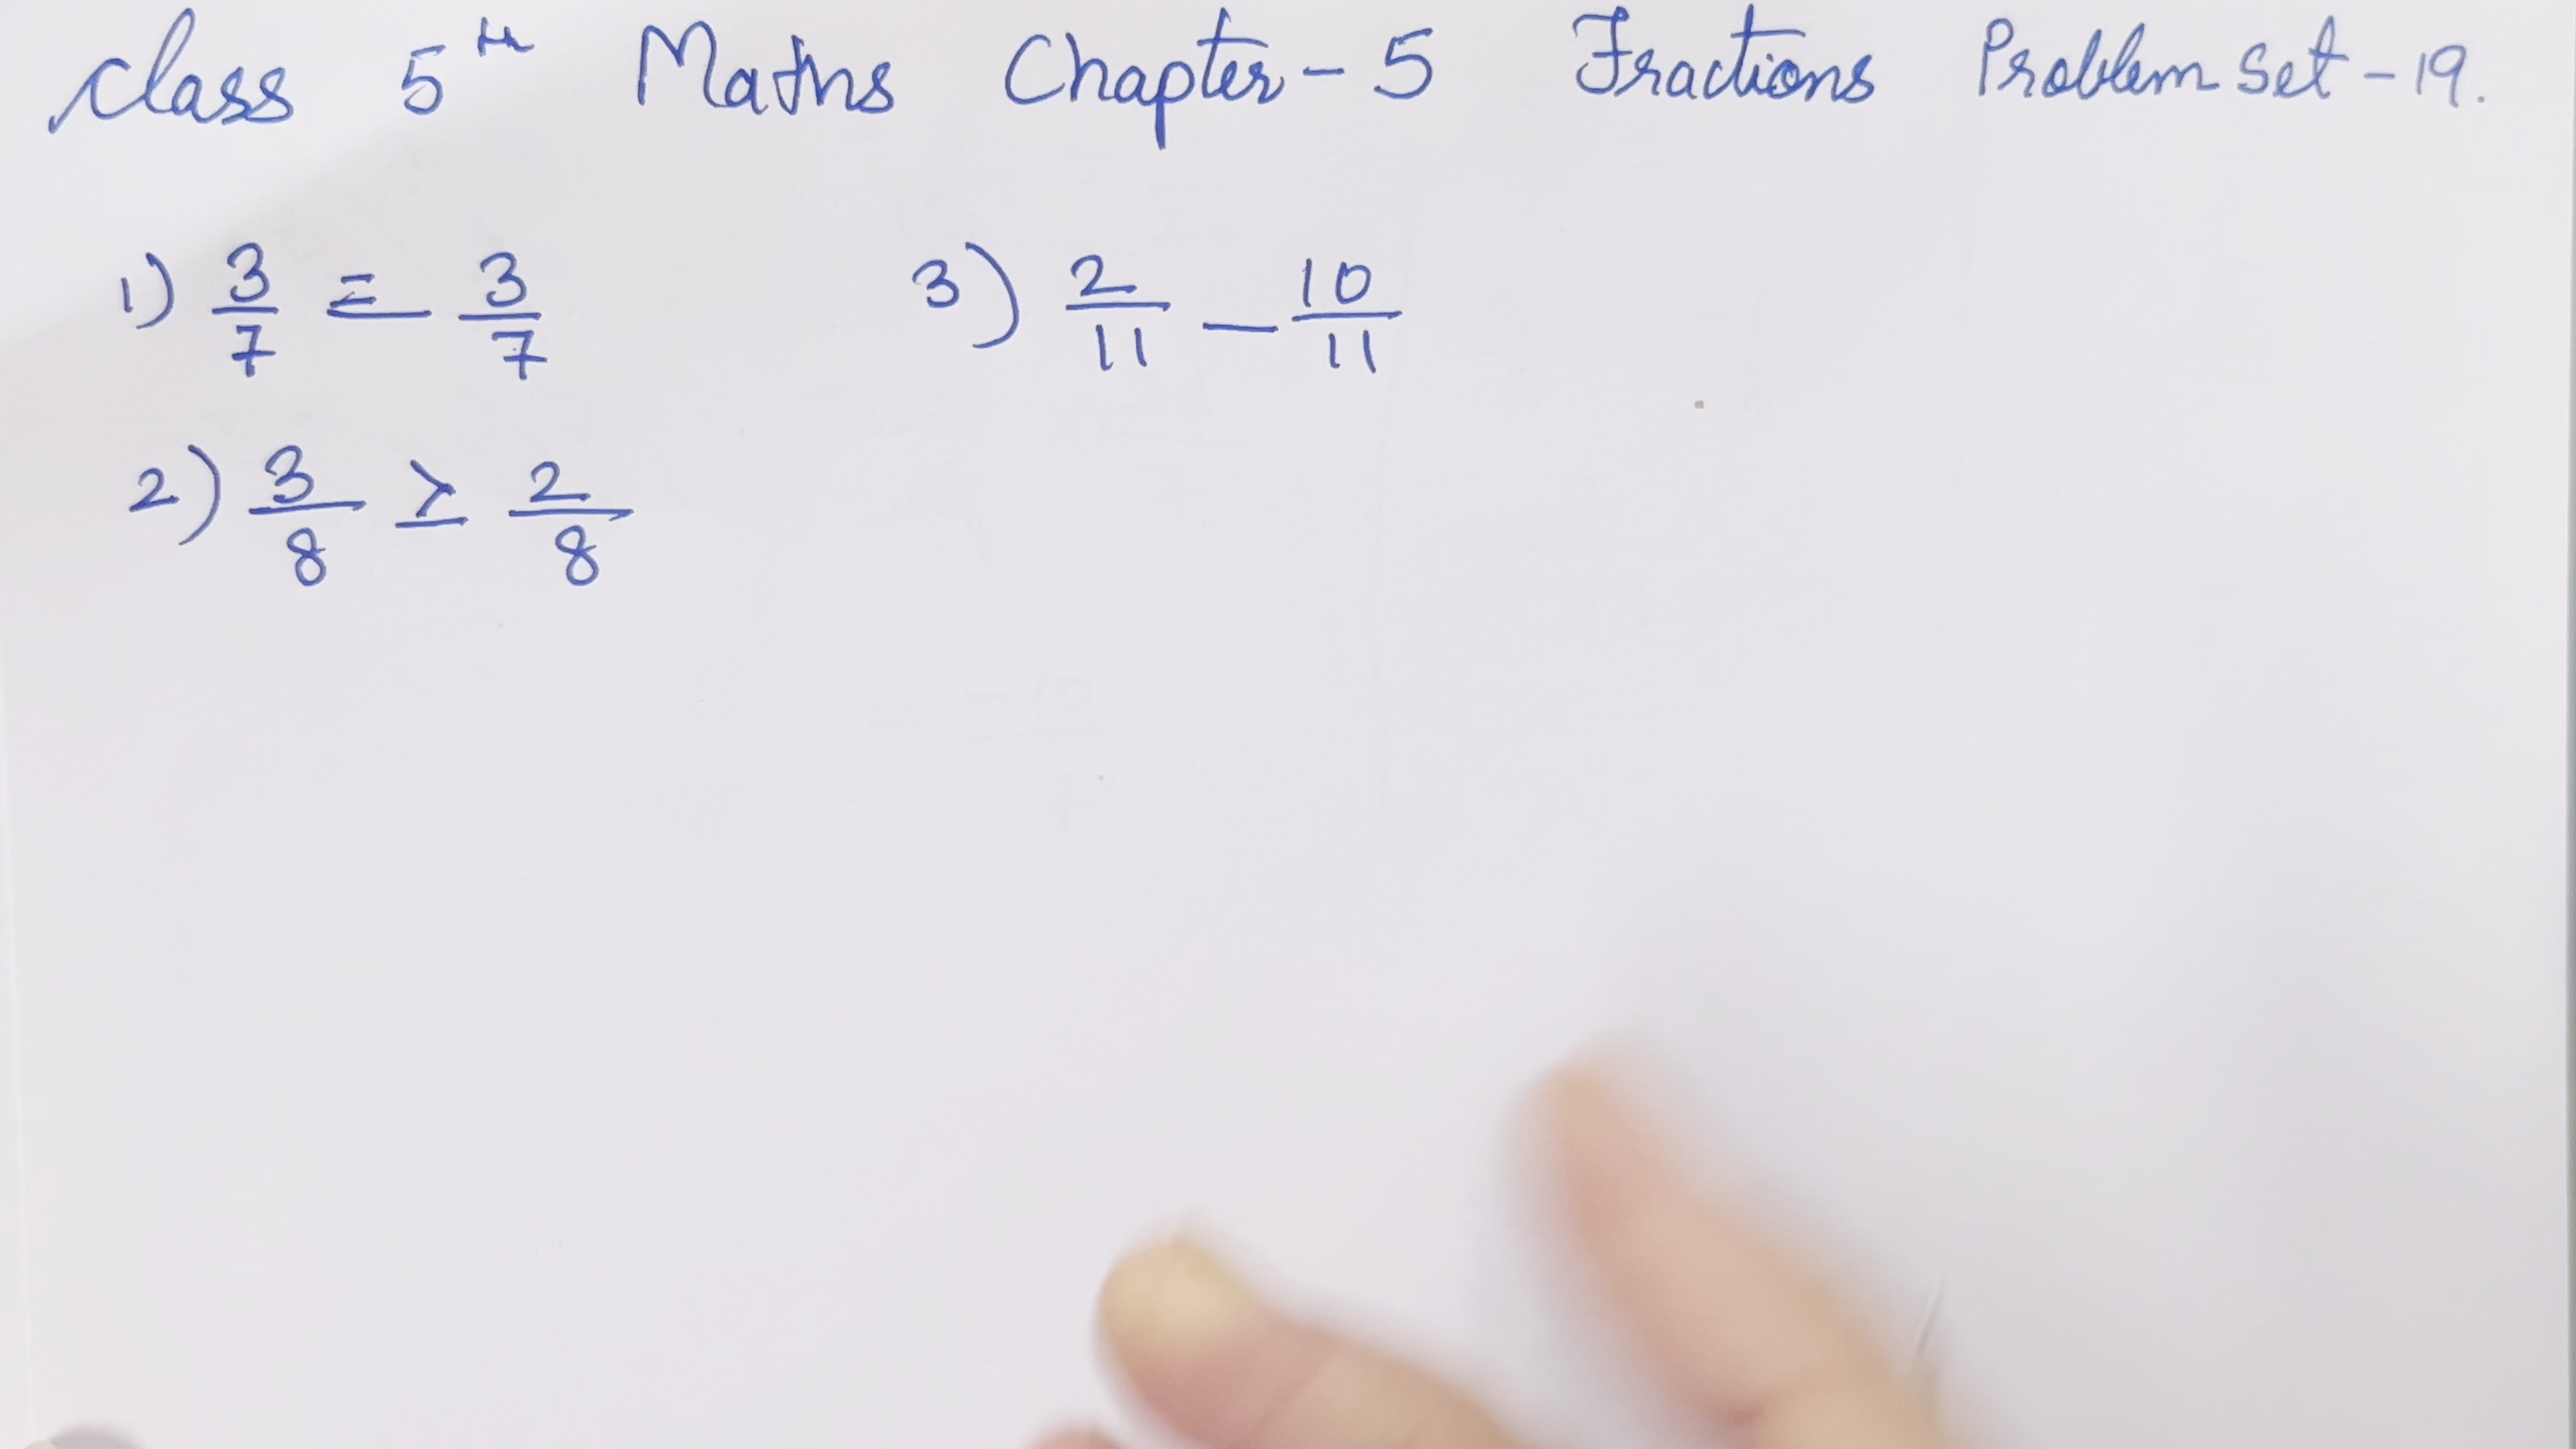 Class 5th Maths Chapter-5 Fractions Problem Set-19.
1) 3/7 = 3/7
3) 2/11 _ 10/11
2) 3/8 > 2/8